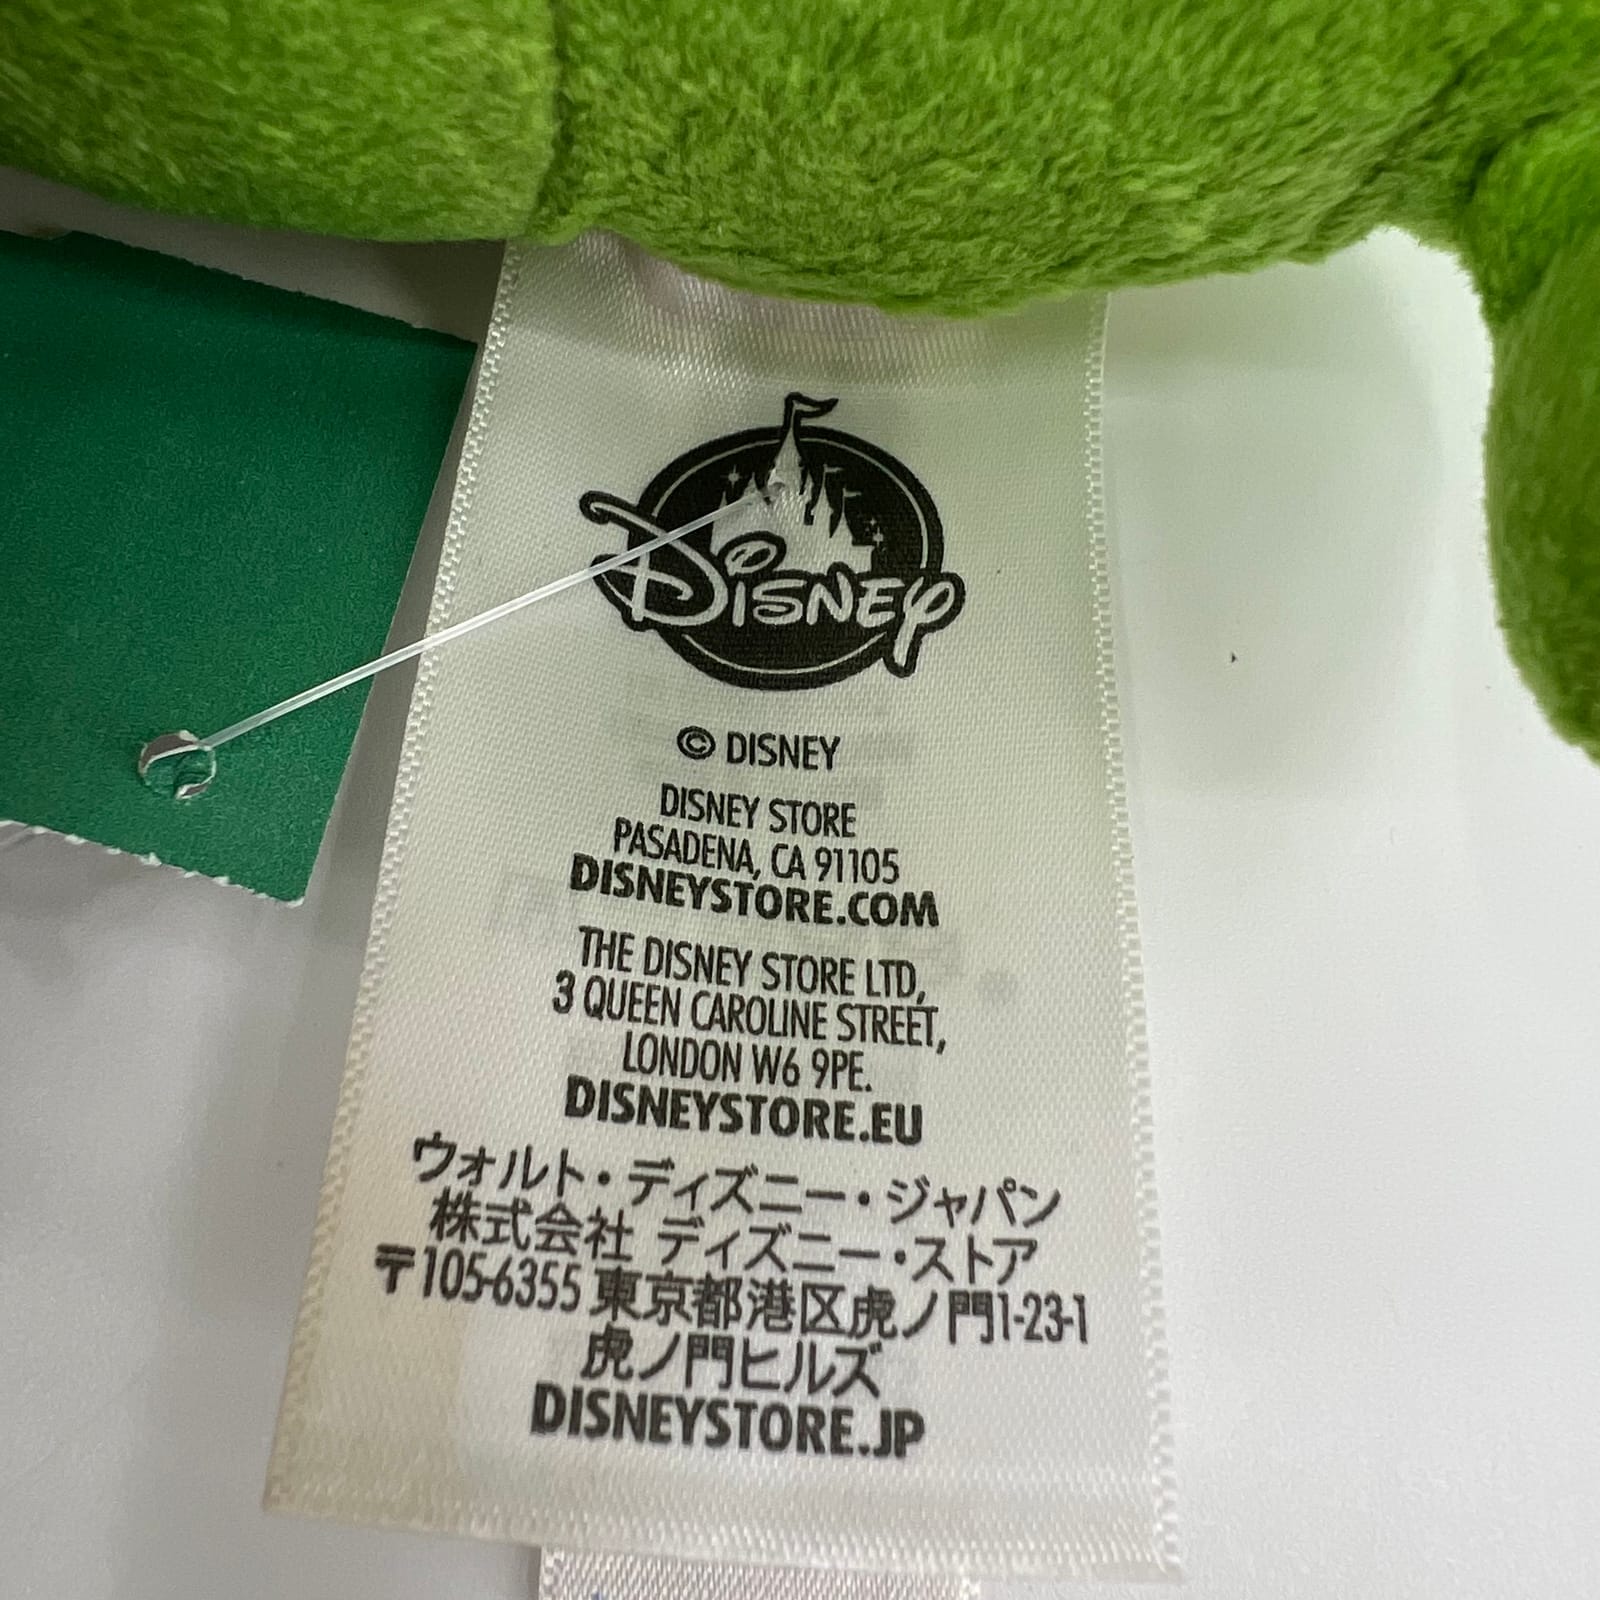 Disney
© DISNEY
DISNEY STORE
PASADENA, CA 91105
DISNEYSTORE.COM
THE DISNEY STORE LTD,
3 QUEEN CAROLINE STREET,
LONDON W6 9PE.
DISNEYSTORE.EU
ウォルト・ディズニー・ジャパン
株式会社 ディズニー・ストア
〒105-6355 東京都港区虎ノ門1-23-1
虎ノ門ヒルズ
DISNEYSTORE.JP